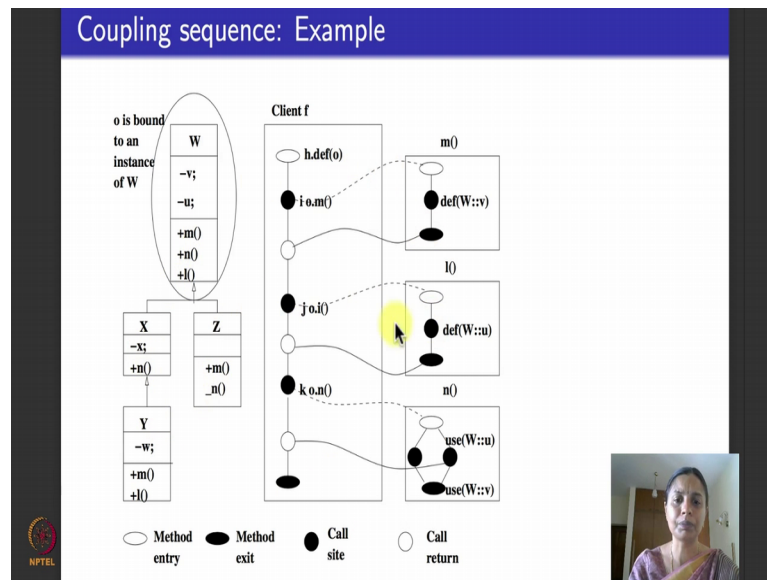 Coupling sequence: Example
o is bound
to an
instance
of W
W
–v;
–u;
+m()
+n()
+l()
X
–x;
+n()
Z
+m()
_n()
Y
–w;
+m()
+l()
Client f
h.def(o)
i o.m()
j o.i()
k o.n()
m()
def(W::v)
l()
def(W::u)
n()
use(W::u)
use(W::v)
Method
entry
Method
exit
Call
site
Call
return
NPTEL